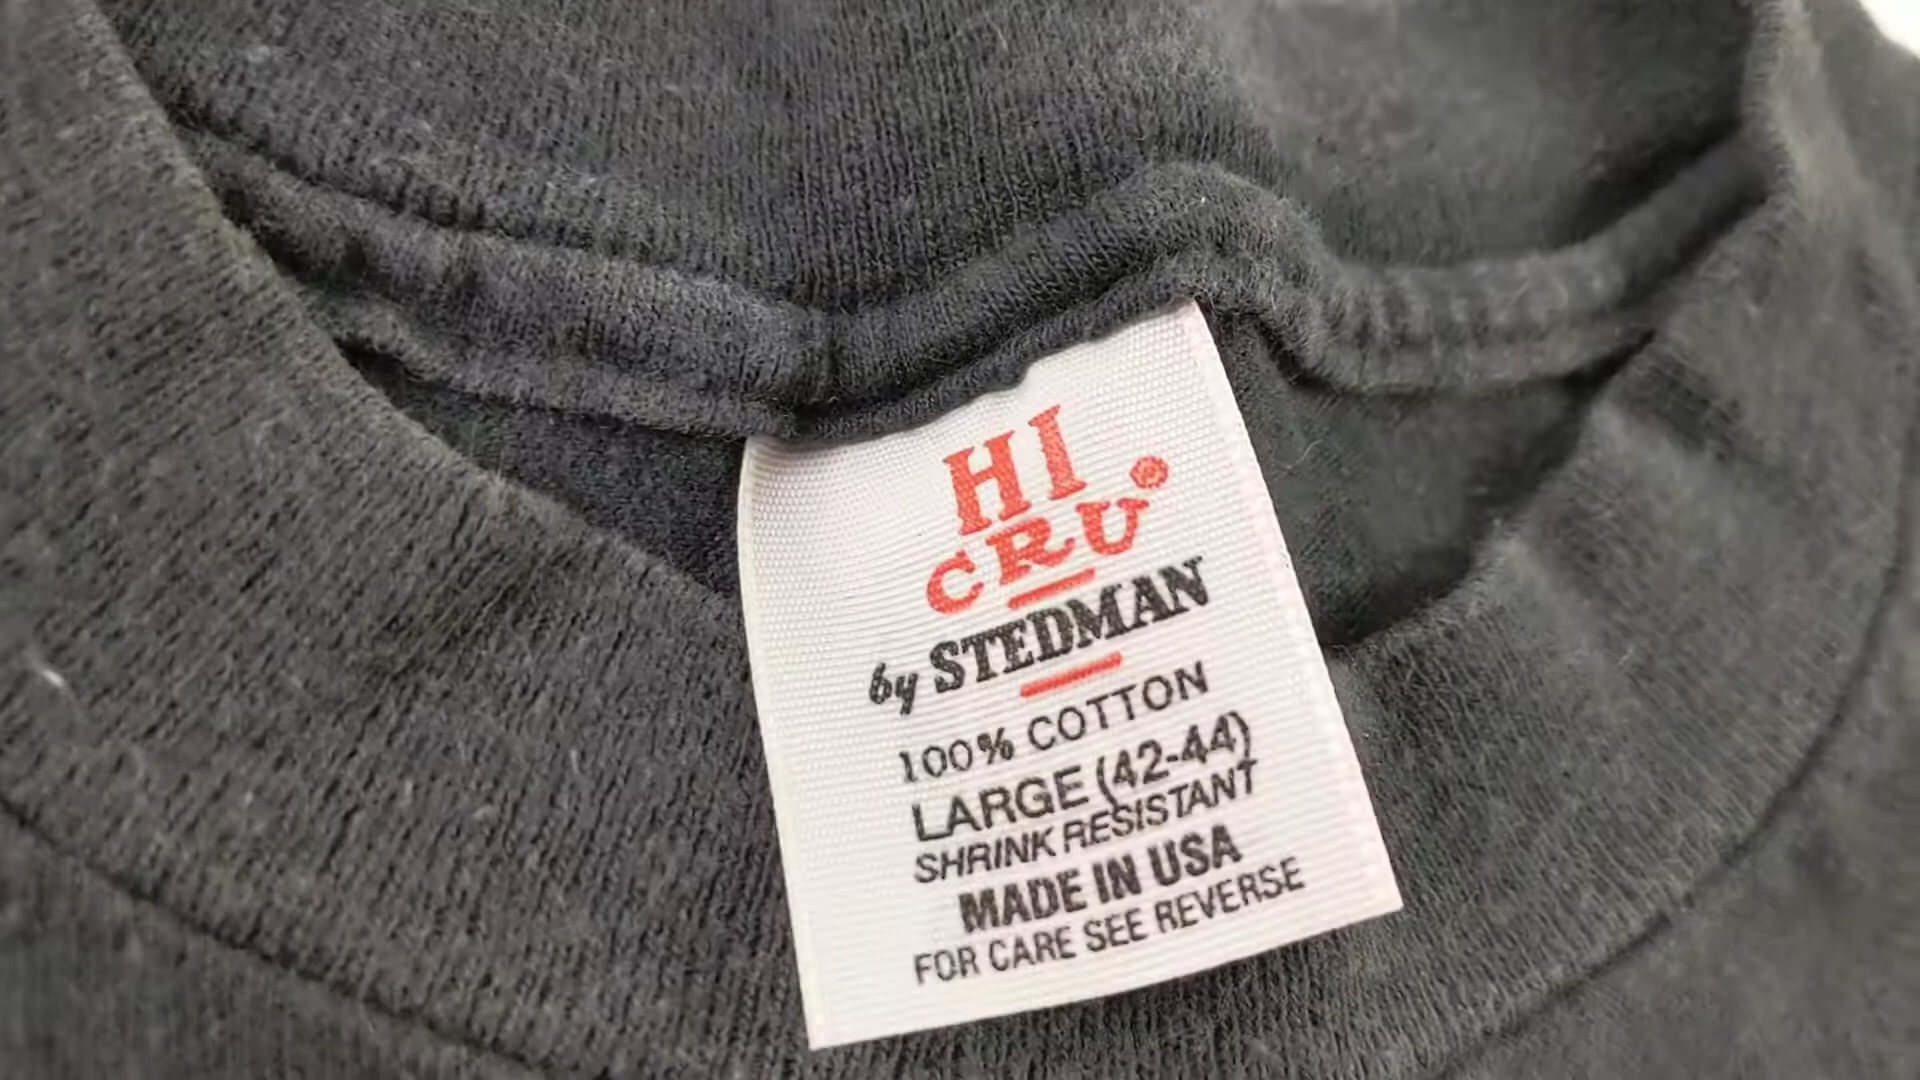 HI
CRU
by STEDMAN
100% COTTON
LARGE (42-44)
SHRINK RESISTANT
MADE IN USA
FOR CARE SEE REVERSE